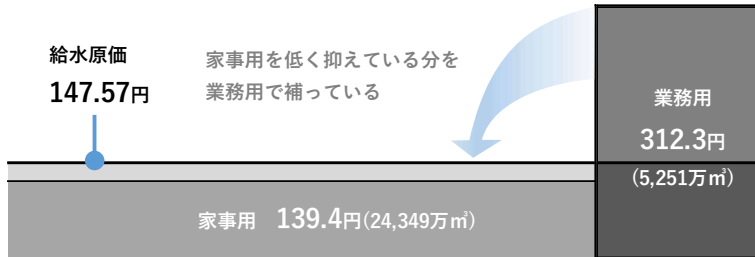 給水原価
147.57円
家事用を低く抑えている分を
業務用で補っている
業務用
312.3円
(5,251万㎥)
家事用 139.4円(24,349万㎥)